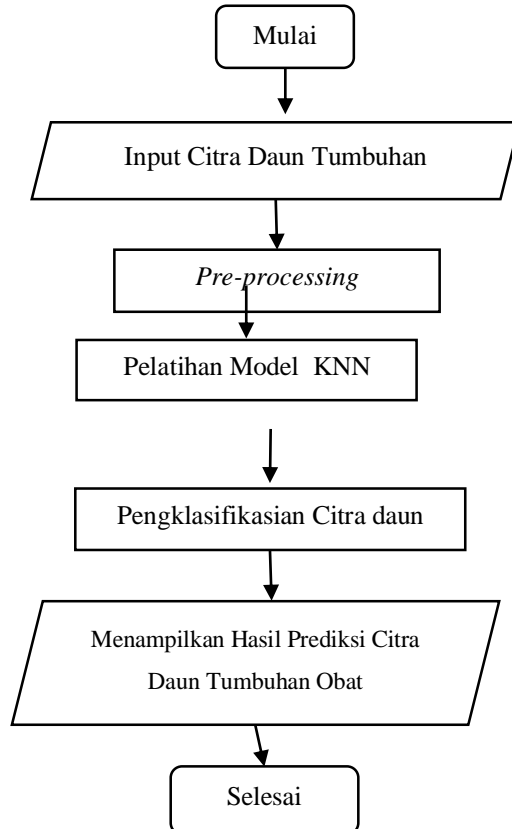 Mulai
Input Citra Daun Tumbuhan
Pre-processing
Pelatihan Model KNN
Pengklasifikasian Citra daun
Menampilkan Hasil Prediksi Citra
Daun Tumbuhan Obat
Selesai